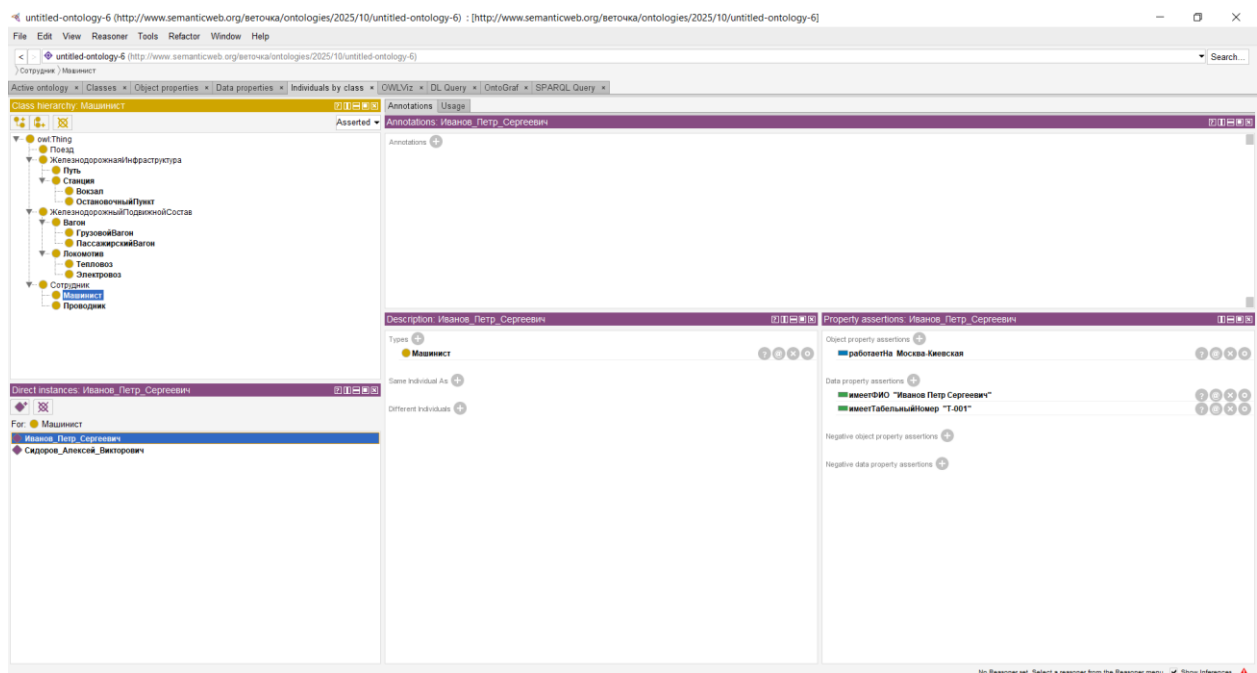 untitled-ontology-6 (http://www.semanticweb.org/веточка/ontologies/2025/10/untitled-ontology-6) : [http://www.semanticweb.org/веточка/ontologies/2025/10/untitled-ontology-6]
File Edit View Reasoner Tools Refactor Window Help
< > untitled-ontology-6 (http://www.semanticweb.org/веточка/ontologies/2025/10/untitled-ontology-6) Search...
Сотрудник Машинист
Active ontology × Classes × Object properties × Data properties × Individuals by class × OWLViz × DL Query × OntoGraf × SPARQL Query ×
Class hierarchy: Машинист
Asserted
owl:Thing
Поезд
ЖелезнодорожнаяИнфраструктура
Путь
Станция
Вокзал
ОстановочныйПункт
ЖелезнодорожныйПодвижнойСостав
Вагон
ГрузовойВагон
ПассажирскийВагон
Локомотив
Тепловоз
Электровоз
Сотрудник
Машинист
Проводник
Direct instances: Иванов_Петр_Сергеевич
For: Машинист
Иванов_Петр_Сергеевич
Сидоров_Алексей_Викторович
Annotations Usage
Annotations: Иванов_Петр_Сергеевич
Annotations
Description: Иванов_Петр_Сергеевич
Types
Машинист
Same Individual As
Different Individuals
Property assertions: Иванов_Петр_Сергеевич
Object property assertions
работаетНа Москва-Киевская
Data property assertions
имеетФИО "Иванов Петр Сергеевич"
имеетТабельныйНомер "Т-001"
Negative object property assertions
Negative data property assertions
No Reasoner set. Select a reasoner from the Reasoner menu Show Inferences